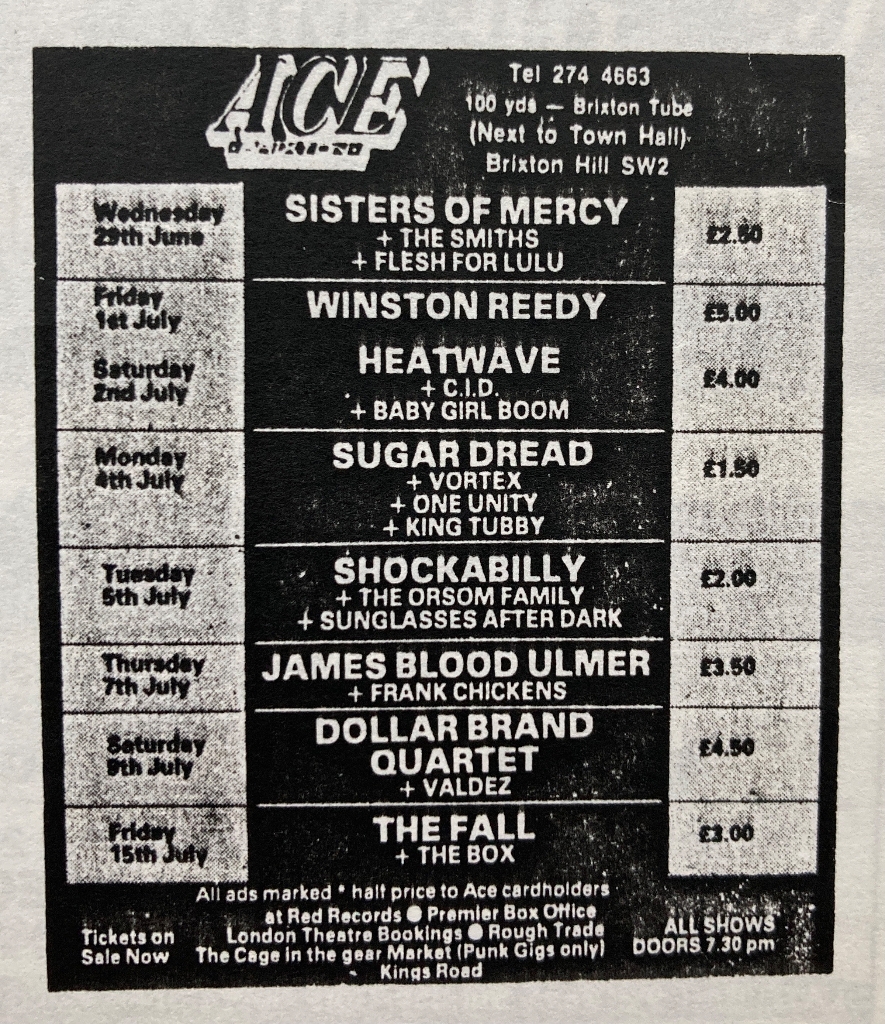 ACE
Tel 274 4663
100 yds — Brixton Tube
(Next to Town Hall)
Brixton Hill SW2
Wednesday
29th June
SISTERS OF MERCY
+ THE SMITHS
+ FLESH FOR LULU
£2.50
Friday
1st July
WINSTON REEDY
£5.00
Saturday
2nd July
HEATWAVE
+ C.I.D.
+ BABY GIRL BOOM
£4.00
Monday
4th July
SUGAR DREAD
+ VORTEX
+ ONE UNITY
+ KING TUBBY
£1.50
Tuesday
5th July
SHOCKABILLY
+ THE ORSOM FAMILY
+ SUNGLASSES AFTER DARK
£2.00
Thursday
7th July
JAMES BLOOD ULMER
+ FRANK CHICKENS
£3.50
Saturday
9th July
DOLLAR BRAND
QUARTET
+ VALDEZ
£4.50
Friday
15th July
THE FALL
+ THE BOX
£3.00
All ads marked * half price to Ace cardholders
at Red Records ● Premier Box Office
London Theatre Bookings ● Rough Trade
The Cage in the gear Market (Punk Gigs only)
Kings Road
Tickets on
Sale Now
ALL SHOWS
DOORS 7.30 pm